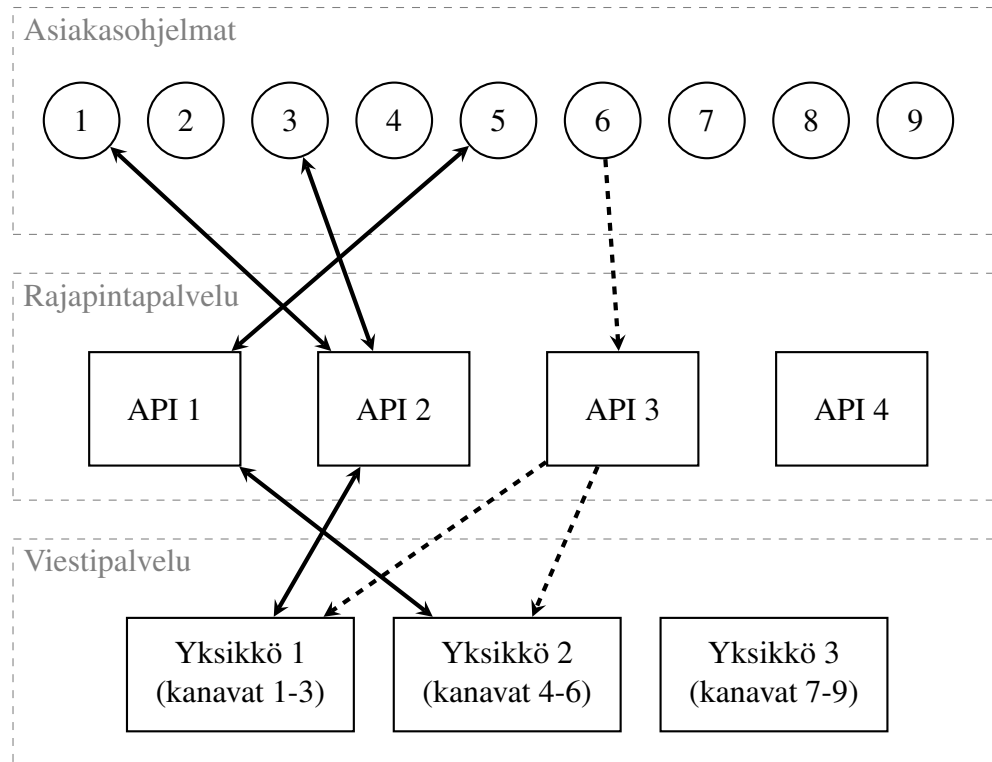 Asiakasohjelmat
1 2 3 4 5 6 7 8 9
Rajapintapalvelu
API 1 API 2 API 3 API 4
Viestipalvelu
Yksikkö 1
(kanavat 1-3)
Yksikkö 2
(kanavat 4-6)
Yksikkö 3
(kanavat 7-9)